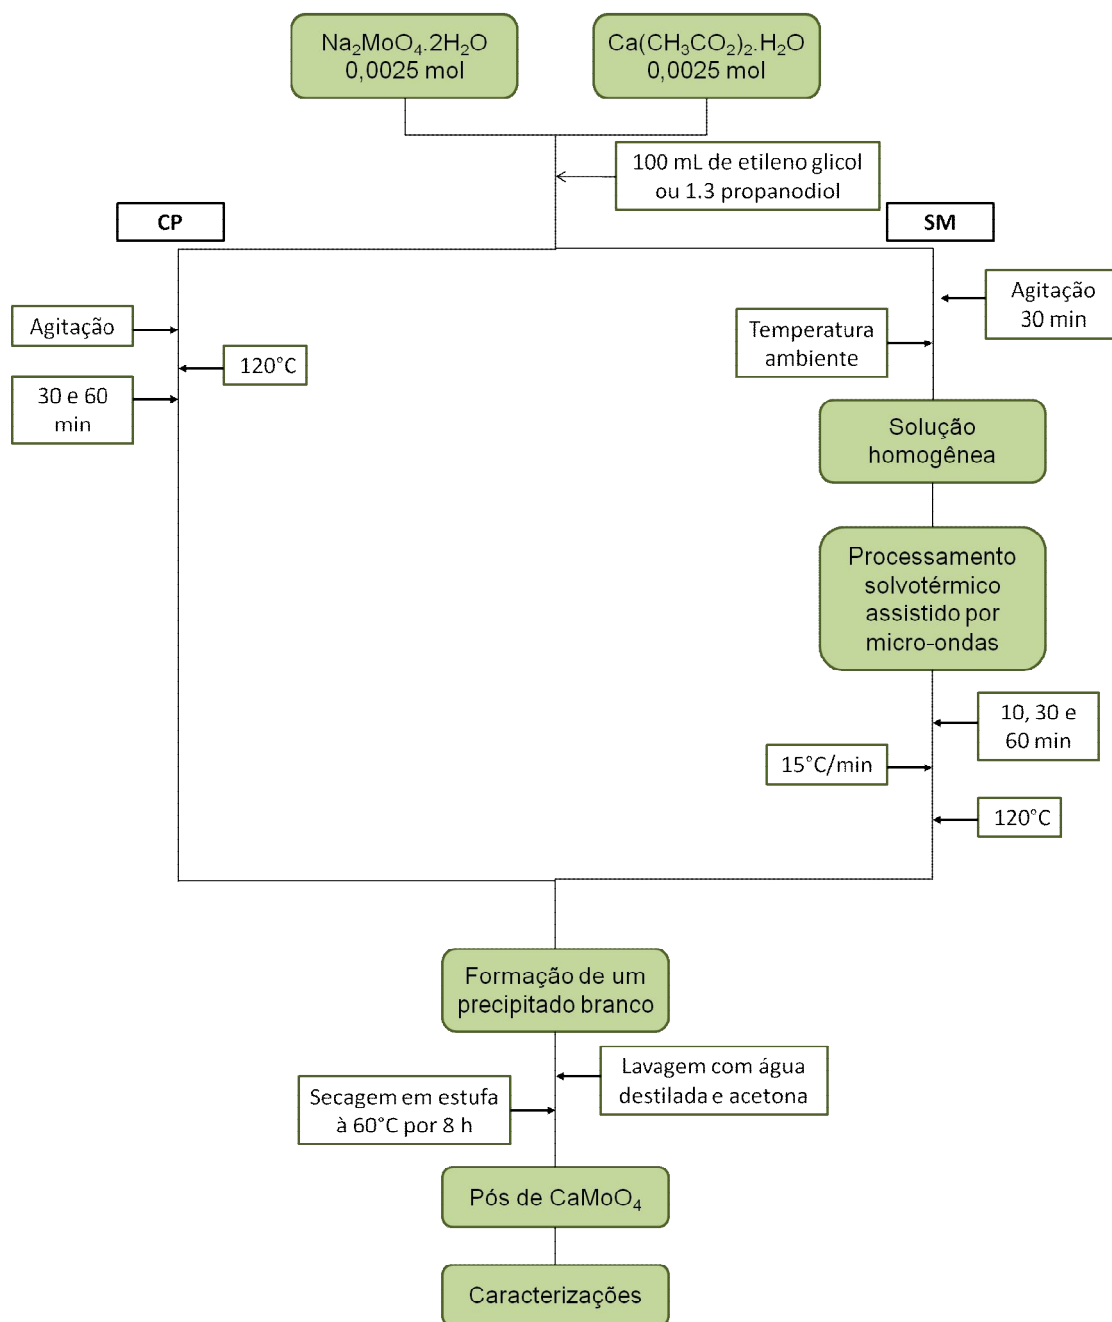 Na₂MoO₄.2H₂O
0,0025 mol
Ca(CH₃CO₂)₂.H₂O
0,0025 mol
100 mL de etileno glicol
ou 1.3 propanodiol
CP
SM
Agitação
30 min
Agitação
Temperatura
ambiente
120°C
30 e 60
min
Solução
homogênea
Processamento
solvotérmico
assistido por
micro-ondas
10, 30 e
60 min
15°C/min
120°C
Formação de um
precipitado branco
Lavagem com água
destilada e acetona
Secagem em estufa
à 60°C por 8 h
Pós de CaMoO₄
Caracterizações